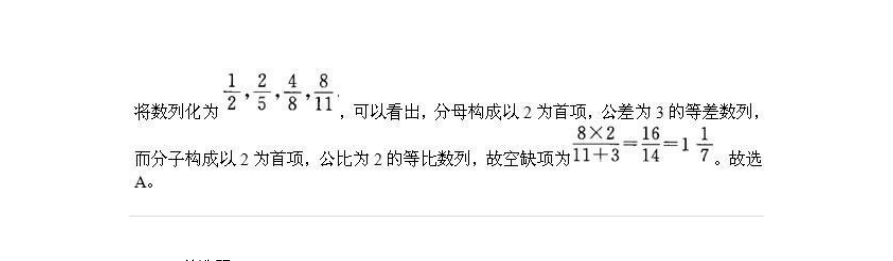 将数列化为 1/2, 2/5, 4/8, 8/11，可以看出，分母构成以 2 为首项，公差为 3 的等差数列，
而分子构成以 2 为首项，公比为 2 的等比数列，故空缺项为 8×2/11+3=16/14=1 1/7。故选
A。